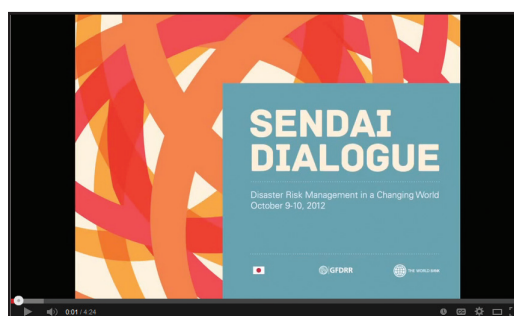 SENDAI
DIALOGUE
Disaster Risk Management in a Changing World
October 9-10, 2012
GFDRR
THE WORLD BANK
0:01 / 4:24